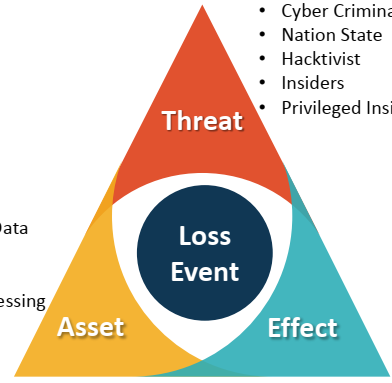 • Cyber Crimina
• Nation State
• Hacktivist
• Insiders
• Privileged Insi
Threat
Data
Loss
Event
essing
Asset
Effect